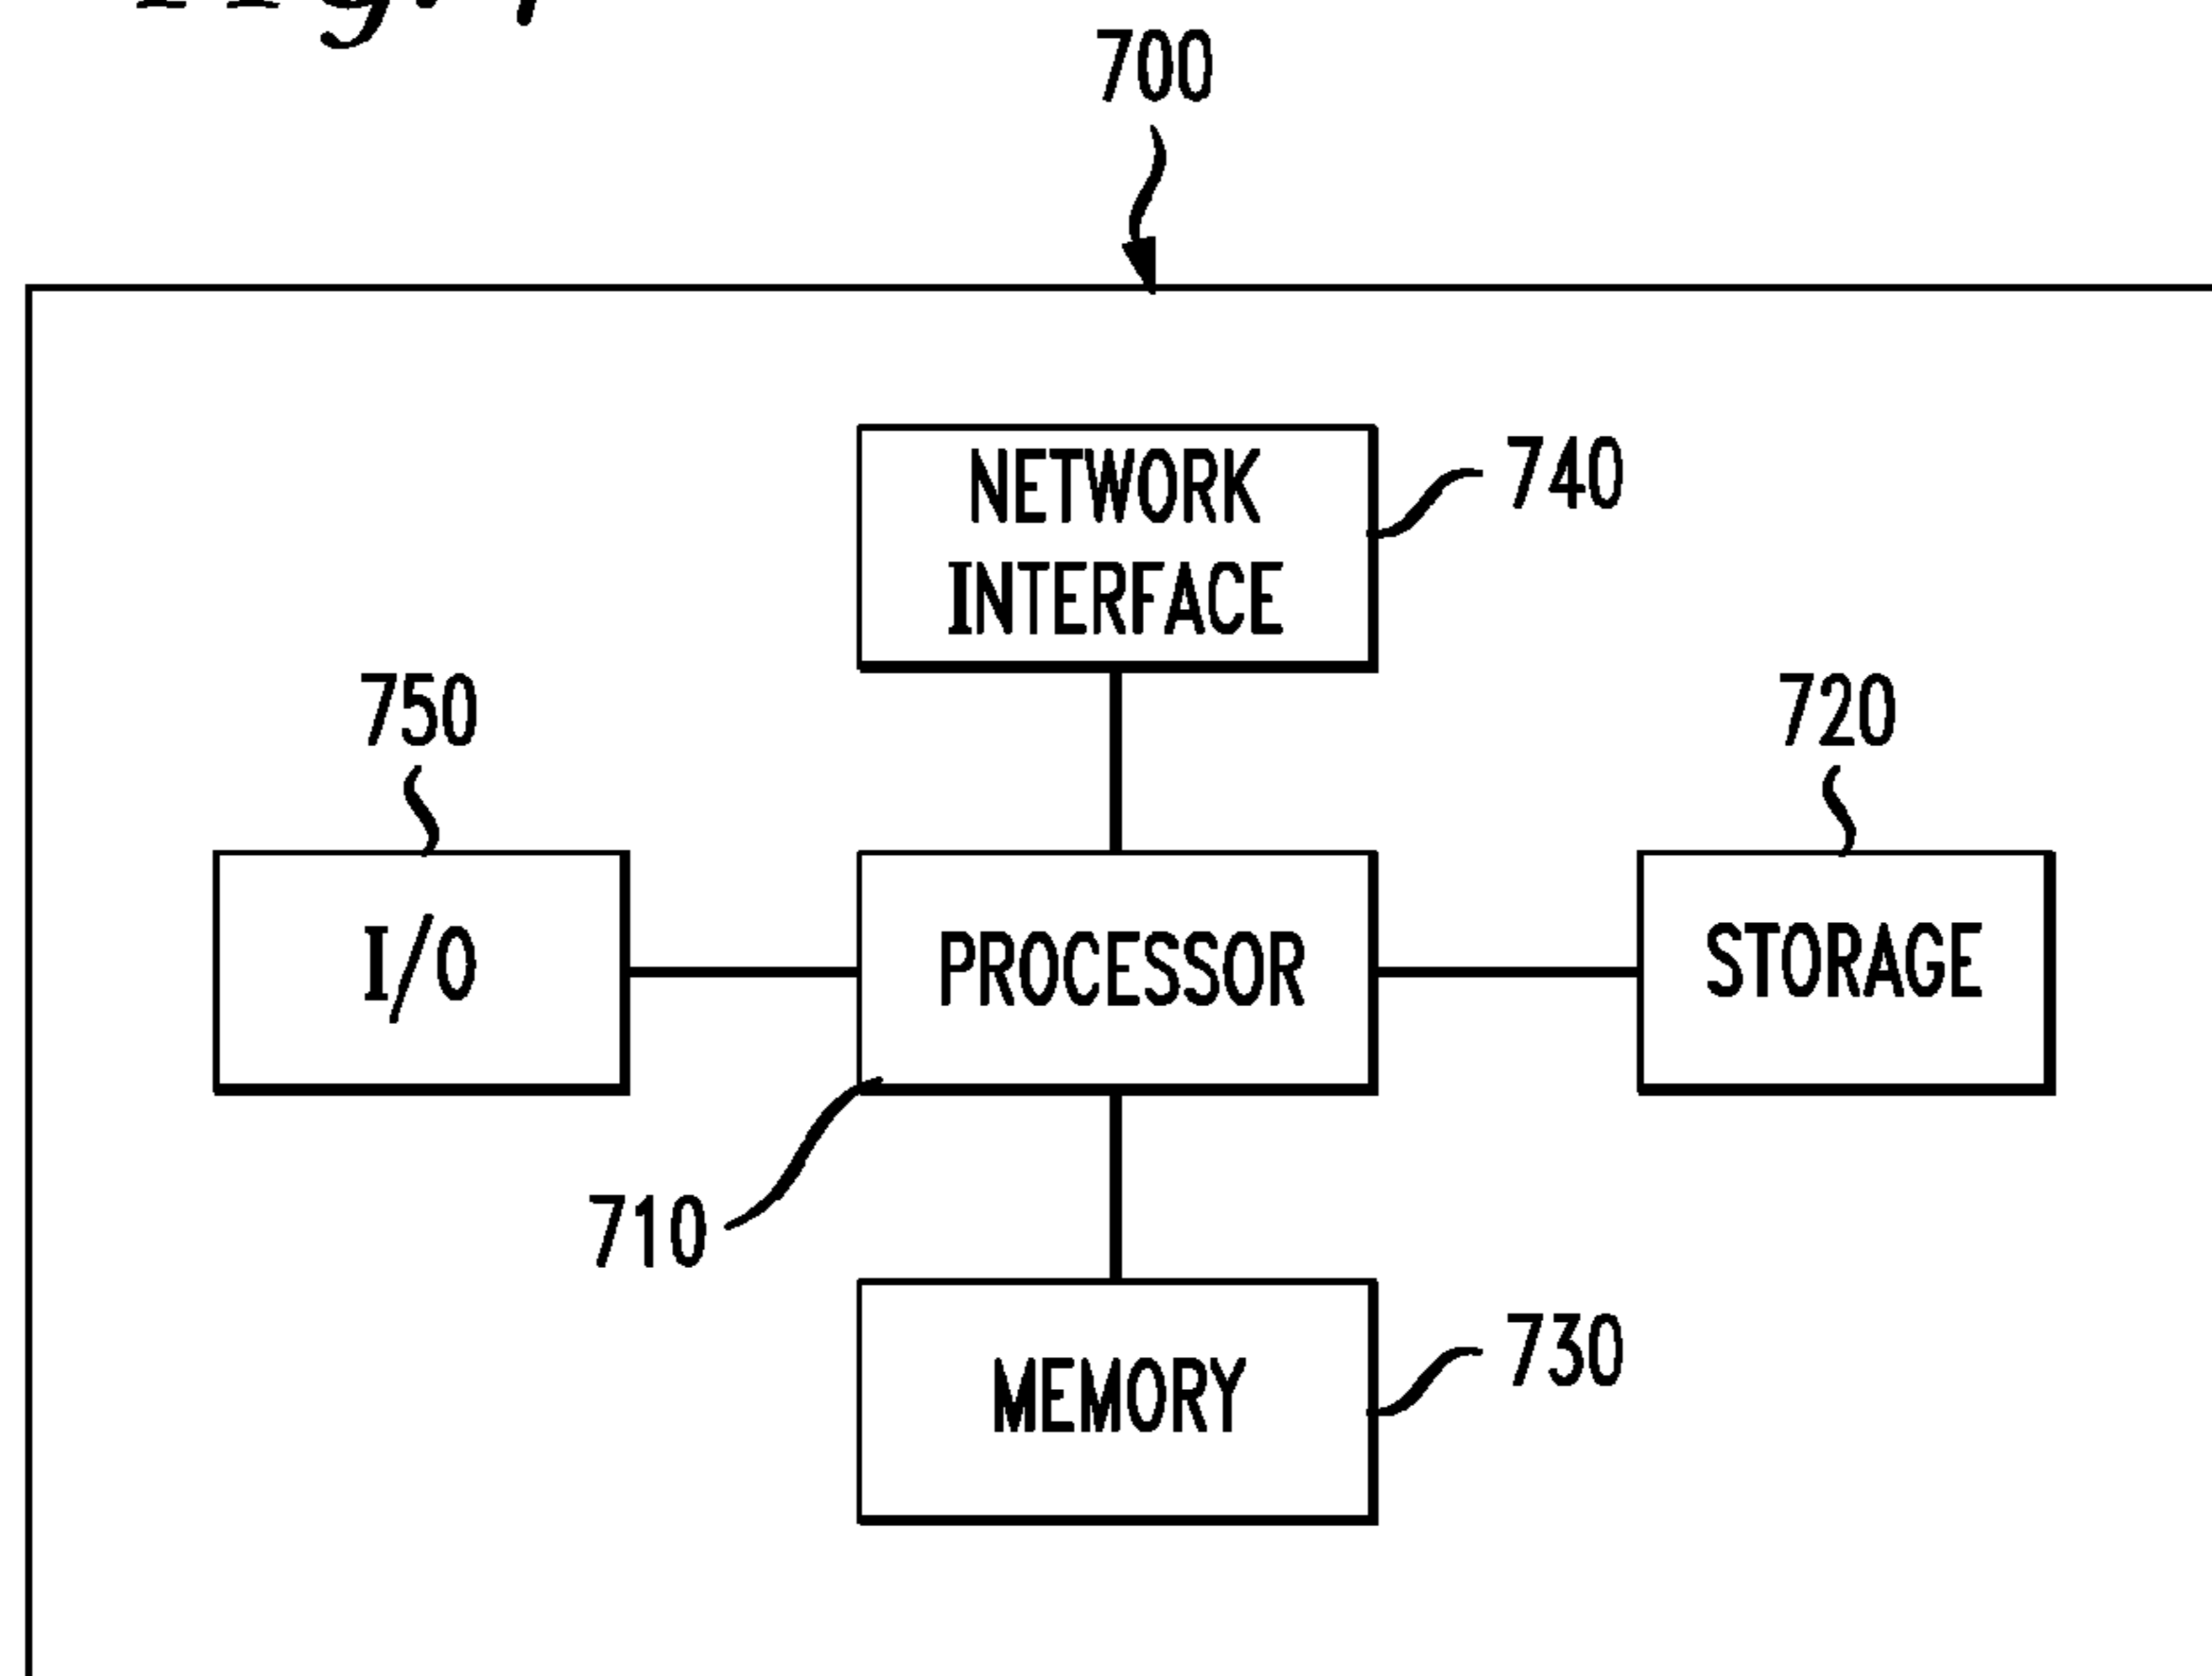 700
NETWORK
INTERFACE
740
750
720
I/O
PROCESSOR
STORAGE
710
MEMORY
730